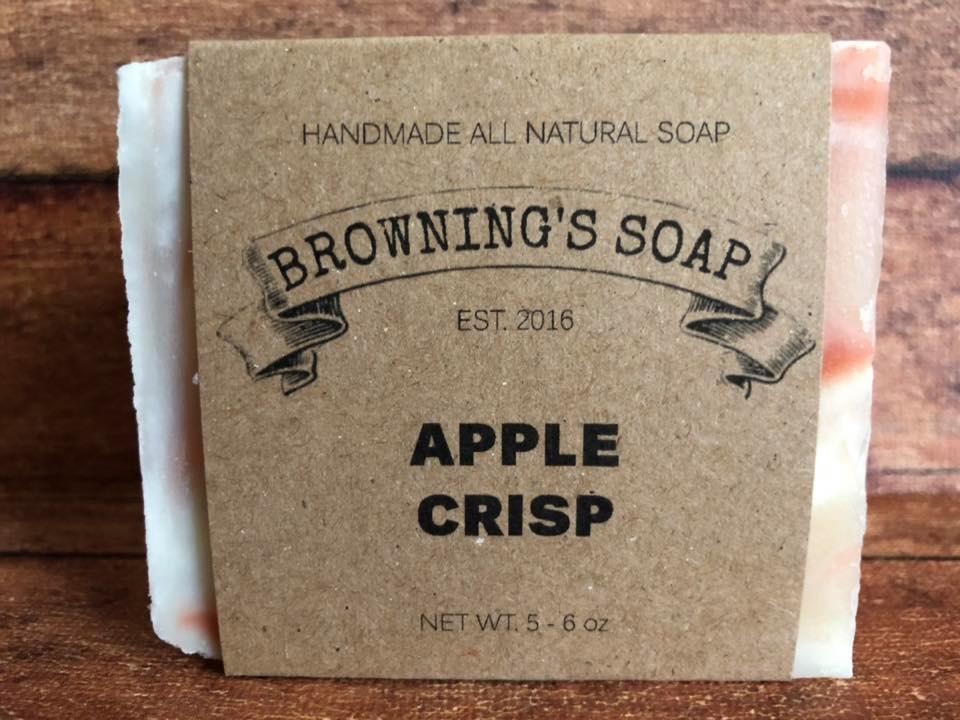 HANDMADE ALL NATURAL SOAP
BROWNING'S SOAP
EST. 2016
APPLE
CRISP
NET WT. 5 - 6 oz